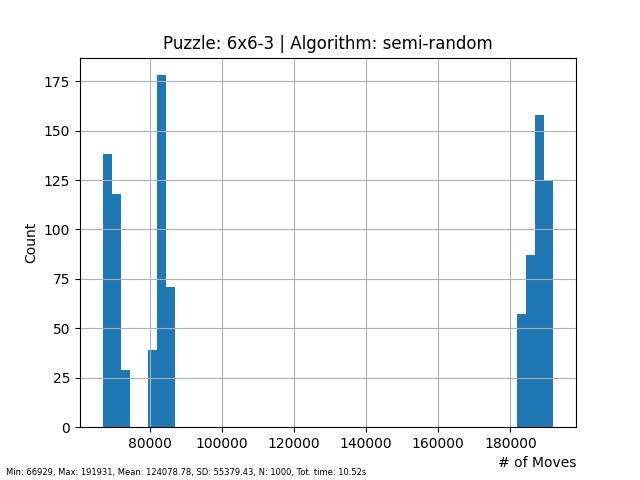 Puzzle: 6x6-3 | Algorithm: semi-random
175
150
125
100
75
50
25
0
Count
80000 100000 120000 140000 160000 180000
# of Moves
Min: 66929, Max: 191931, Mean: 124078.78, SD: 55379.43, N: 1000, Tot. time: 10.52s